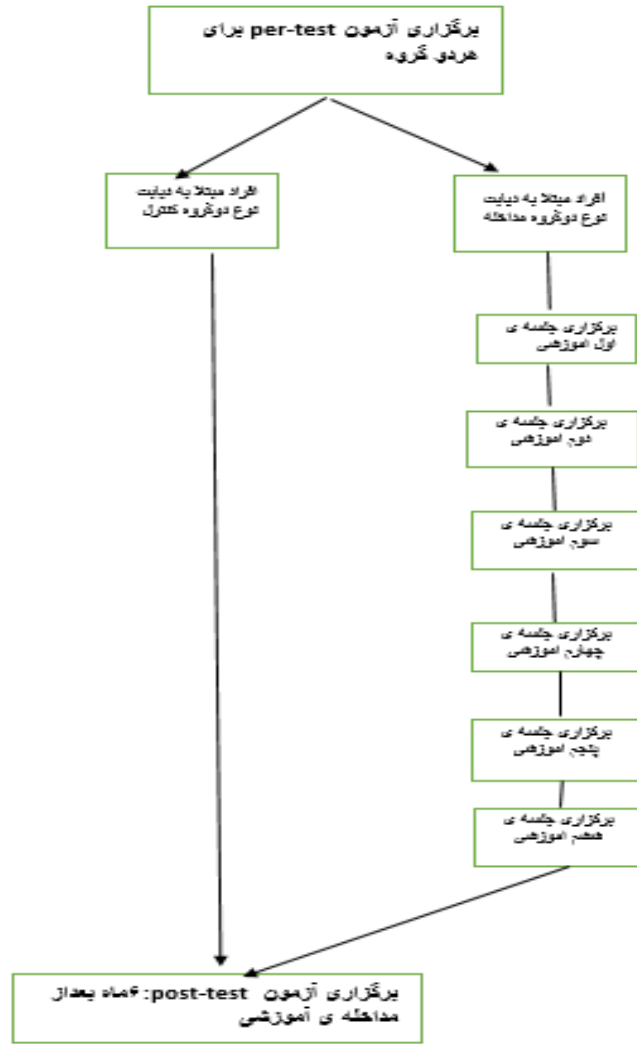 برگزاری آزمون per-test برای
هردو گروه
افراد مبتلا به دیابت
نوع دوگروه مداخله
افراد مبتلا به دیابت
نوع دوگروه کنترل
برگزاری جلسه ی
اول اموزشی
برگزاری جلسه ی
دوم اموزشی
برگزاری جلسه ی
سوم اموزشی
برگزاری جلسه ی
چهارم اموزشی
برگزاری جلسه ی
پنجم اموزشی
برگزاری جلسه ی
ششم اموزشی
برگزاری آزمون post-test: ۶ماه بعداز
مداخله ی آموزشی